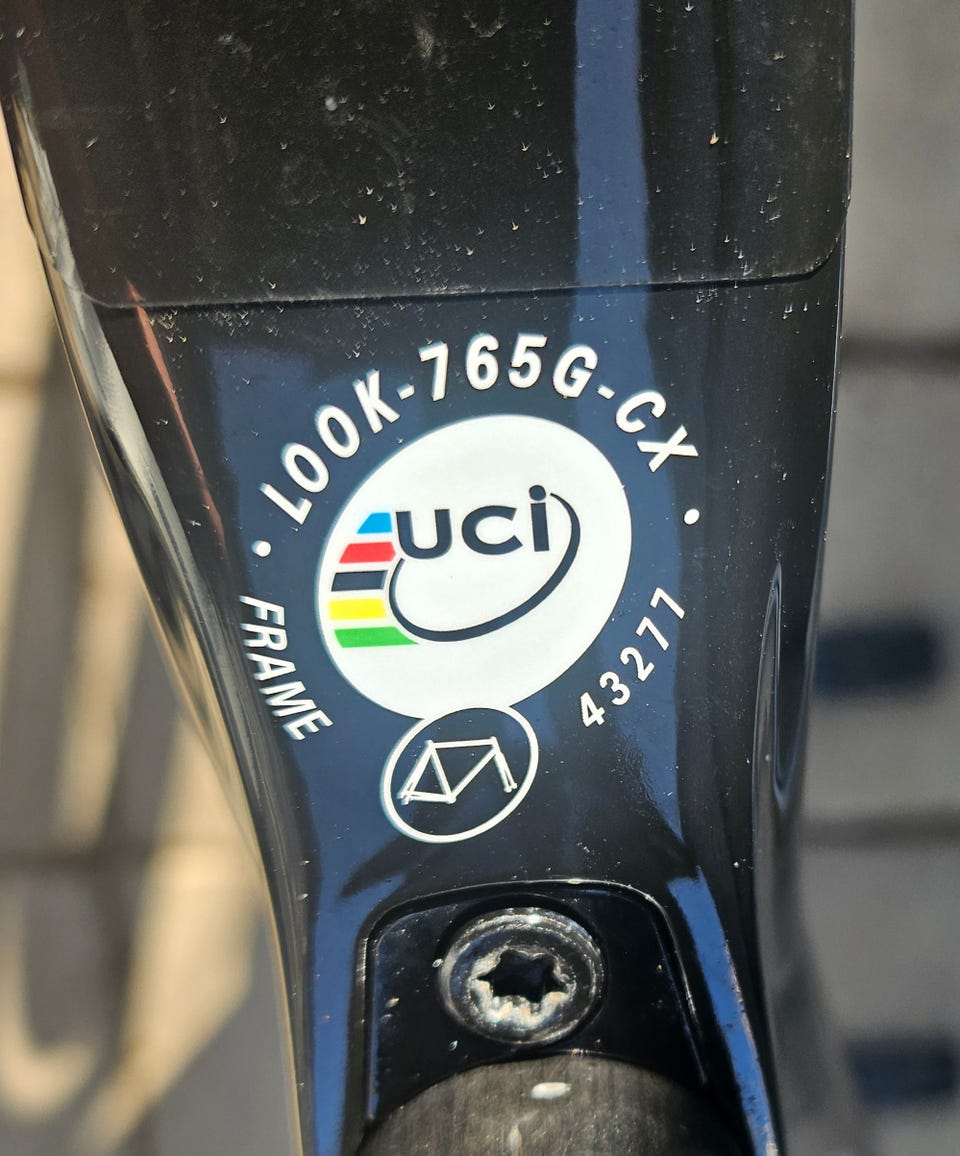 LOOK-765G-CX
UCI
FRAME
43277